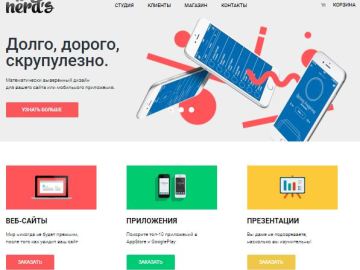 nёrd's
СТУДИЯ КЛИЕНТЫ МАГАЗИН КОНТАКТЫ КОРЗИНА
Долго, дорого,
скрупулезно.
Математически выверенный дизайн
для вашего сайта или мобильного приложения.
УЗНАТЬ БОЛЬШЕ
ВЕБ-САЙТЫ
Мир никогда не будет прежним,
после того как увидит ваш сайт
ЗАКАЗАТЬ
ПРИЛОЖЕНИЯ
Покорите топ-10 приложений в
AppStore и GooglePlay
ЗАКАЗАТЬ
ПРЕЗЕНТАЦИИ
Вы даже не подозреваете,
насколько вы изумительны!
ЗАКАЗАТЬ